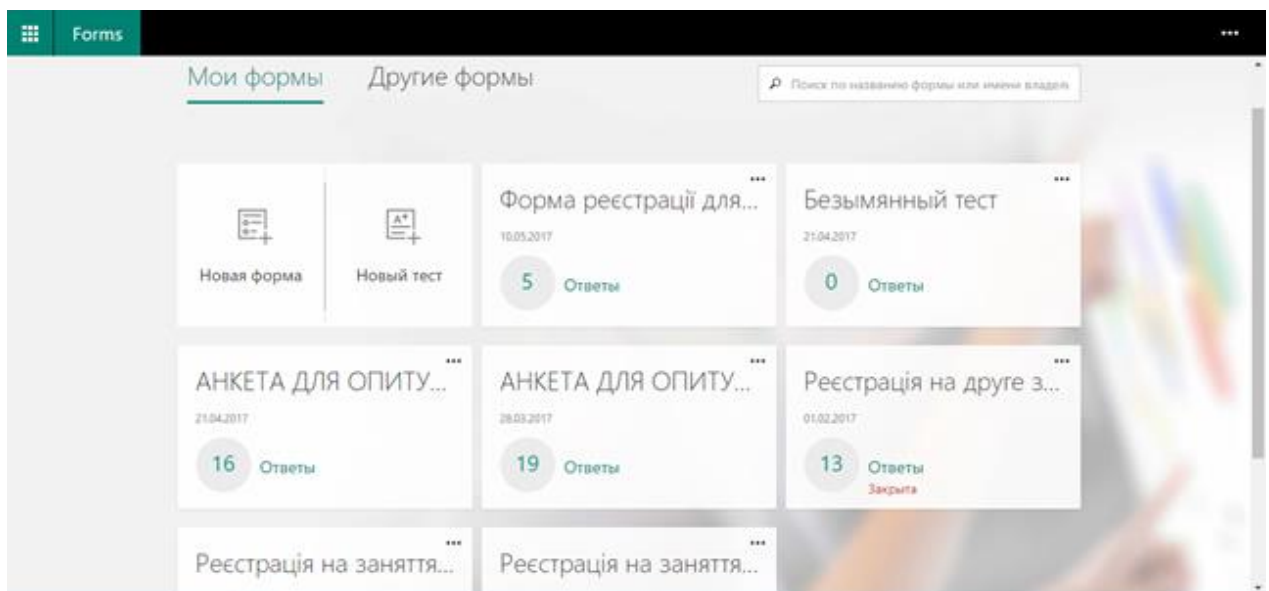 Forms
Мои формы
Другие формы
Поиск по названию формы или имени владель
Новая форма
Новый тест
Форма реєстрації для...
10.05.2017
5 Ответы
Безымянный тест
21.04.2017
0 Ответы
АНКЕТА ДЛЯ ОПИТУ...
21.04.2017
16 Ответы
АНКЕТА ДЛЯ ОПИТУ...
28.03.2017
19 Ответы
Реєстрація на друге з...
01.02.2017
13 Ответы
Закрыта
Реєстрація на заняття...
Реєстрація на заняття...